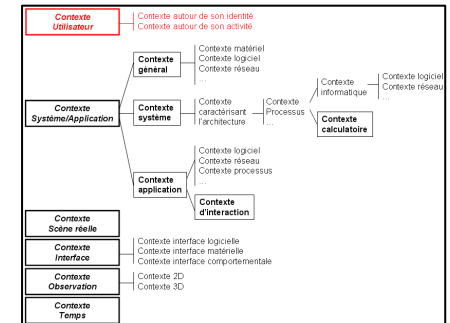 Contexte
Utilisateur
Contexte autour de son identité
Contexte autour de son activité
Contexte
Système/Application
Contexte
général
Contexte matériel
Contexte logiciel
Contexte réseau
...
Contexte
système
Contexte
caractérisant
l'architecture
Contexte
Processus
...
Contexte
informatique
Contexte logiciel
Contexte réseau
...
Contexte
calculatoire
Contexte
application
Contexte logiciel
Contexte réseau
Contexte processus
...
Contexte
d'interaction
Contexte
Scène réelle
Contexte
Interface
Contexte interface logicielle
Contexte interface matérielle
Contexte interface comportementale
Contexte
Observation
Contexte 2D
Contexte 3D
Contexte
Temps